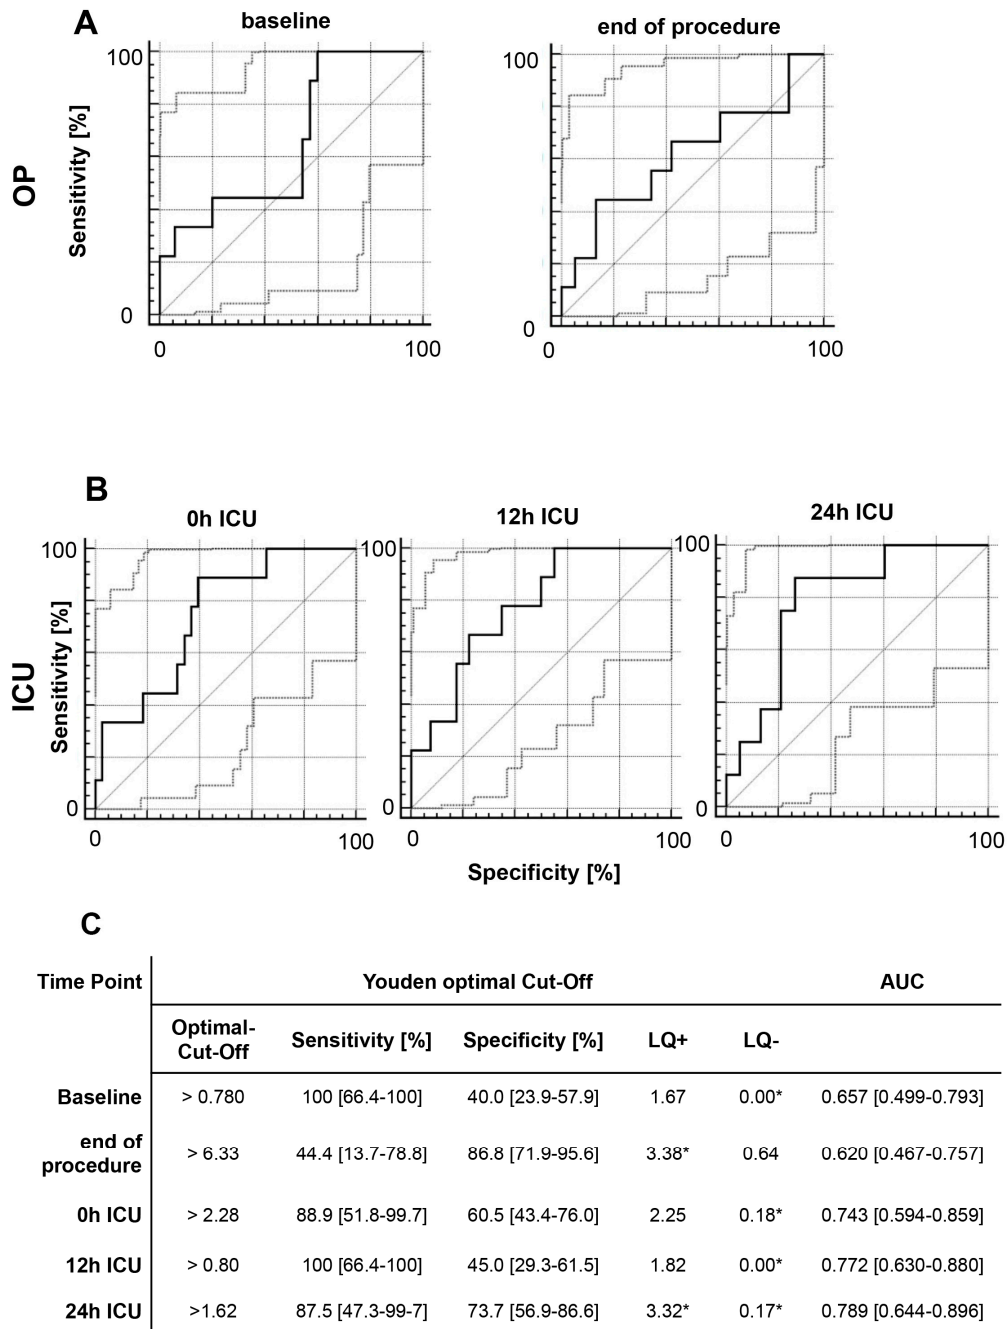 A
baseline
end of procedure
OP
Sensitivity [%]
100
0
0
100
100
0
0
100
B
0h ICU
12h ICU
24h ICU
ICU
Sensitivity [%]
100
0
0
100
100
0
0
100
100
0
0
100
Specificity [%]
C
Time Point
Youden optimal Cut-Off
AUC
Optimal-
Cut-Off
Sensitivity [%]
Specificity [%]
LQ+
LQ-
Baseline > 0.780 100 [66.4-100] 40.0 [23.9-57.9] 1.67 0.00* 0.657 [0.499-0.793]
end of
procedure > 6.33 44.4 [13.7-78.8] 86.8 [71.9-95.6] 3.38* 0.64 0.620 [0.467-0.757]
0h ICU > 2.28 88.9 [51.8-99.7] 60.5 [43.4-76.0] 2.25 0.18* 0.743 [0.594-0.859]
12h ICU > 0.80 100 [66.4-100] 45.0 [29.3-61.5] 1.82 0.00* 0.772 [0.630-0.880]
24h ICU >1.62 87.5 [47.3-99-7] 73.7 [56.9-86.6] 3.32* 0.17* 0.789 [0.644-0.896]